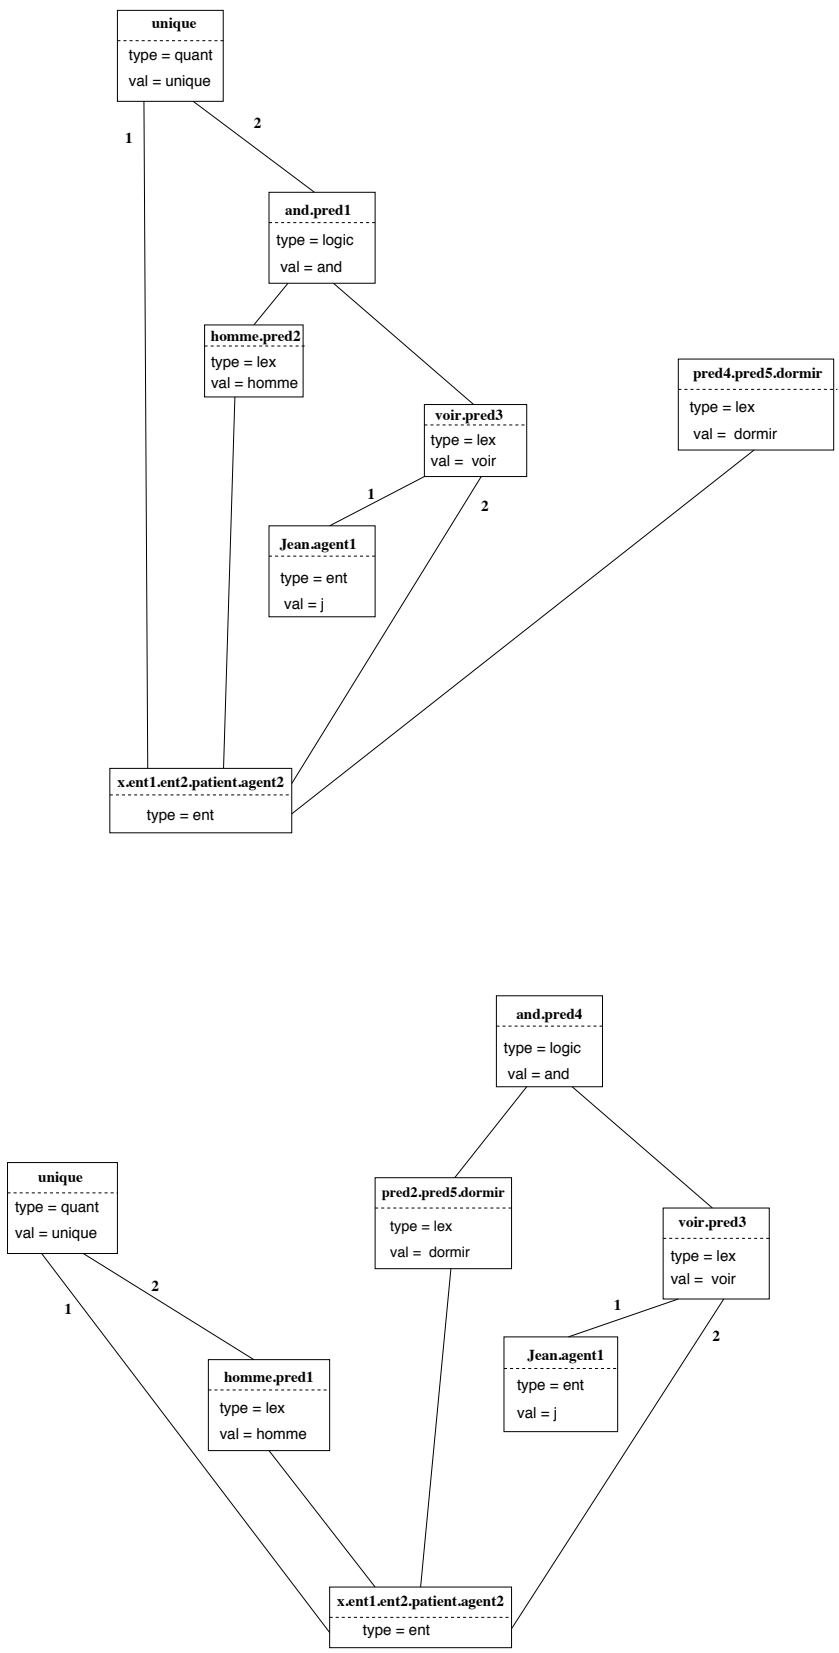 unique
type = quant
val = unique
1
2
and.pred1
type = logic
val = and
homme.pred2
type = lex
val = homme
pred4.pred5.dormir
type = lex
val = dormir
voir.pred3
type = lex
val = voir
1
2
Jean.agent1
type = ent
val = j
x.ent1.ent2.patient.agent2
type = ent
and.pred4
type = logic
val = and
unique
type = quant
val = unique
pred2.pred5.dormir
type = lex
val = dormir
voir.pred3
type = lex
val = voir
2
1
1
2
Jean.agent1
type = ent
val = j
homme.pred1
type = lex
val = homme
x.ent1.ent2.patient.agent2
type = ent